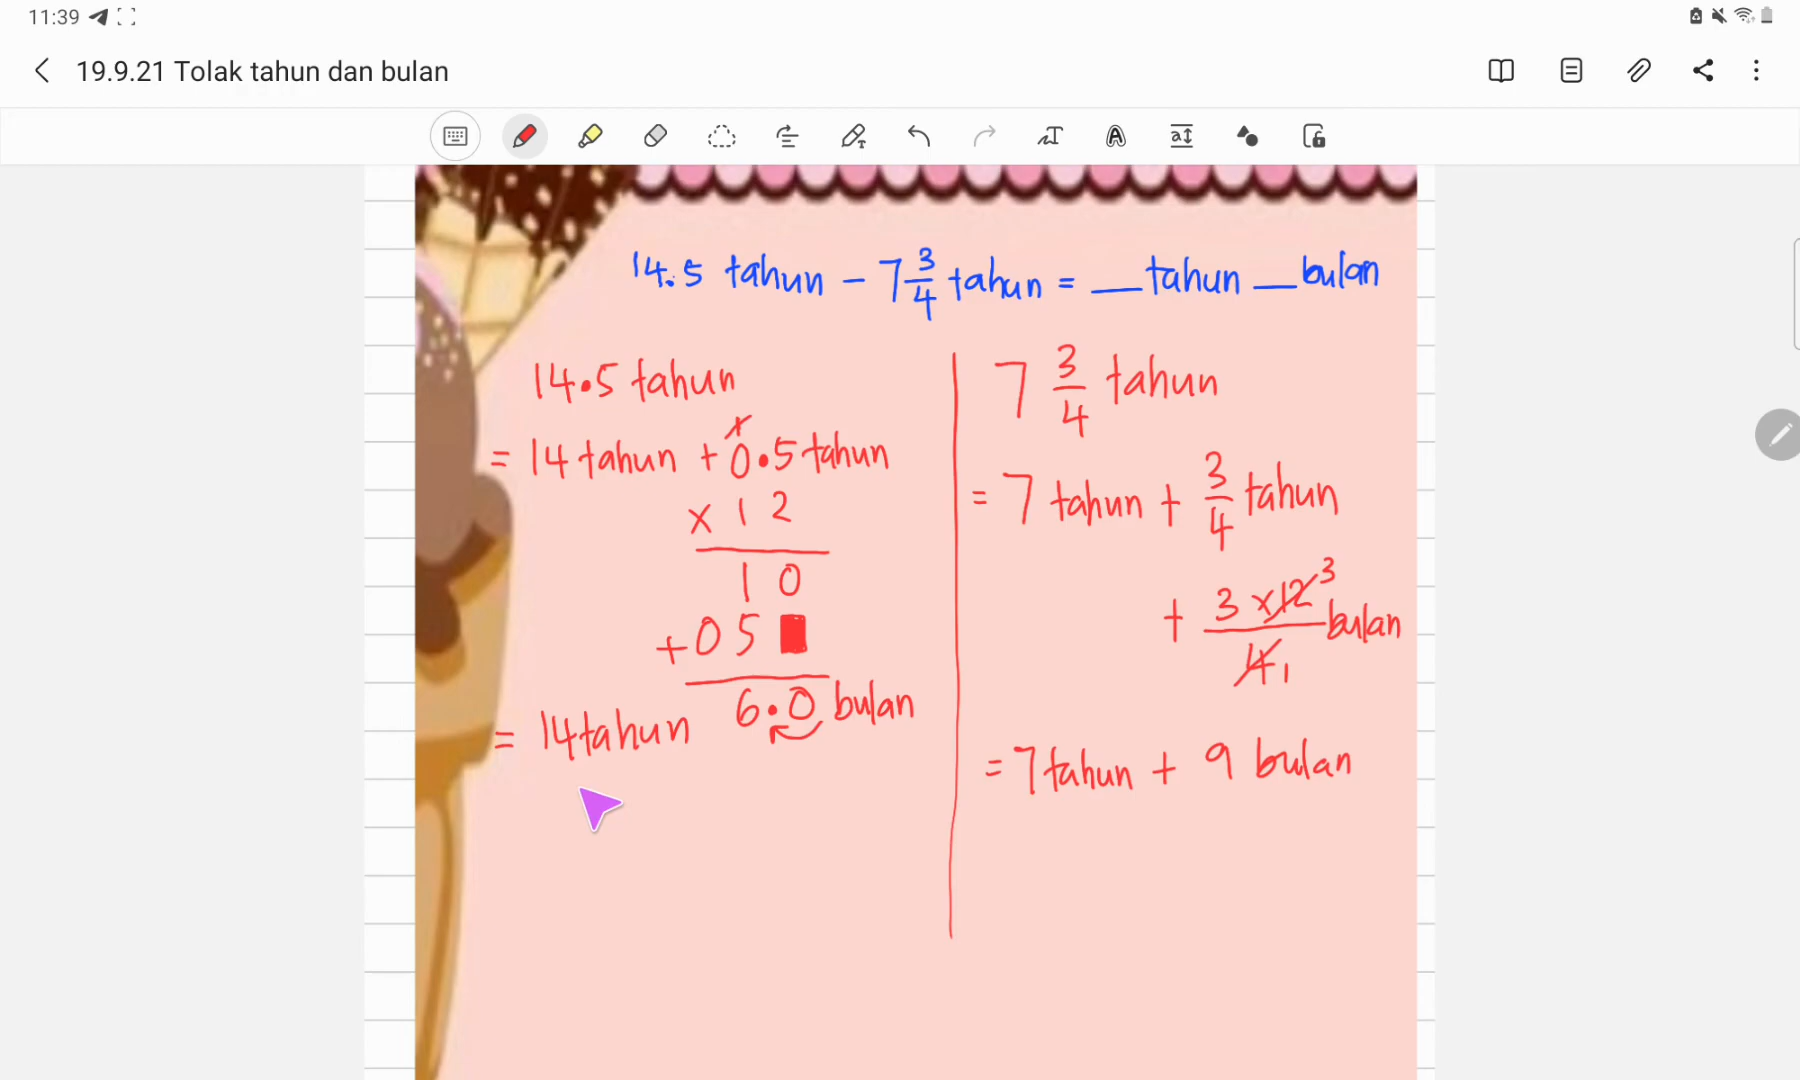 11:39
19.9.21 Tolak tahun dan bulan
14.5 tahun - 7 3/4 tahun = __ tahun __ bulan
14.5 tahun
= 14 tahun + 0.5 tahun
x 1 2
1 0
+ 0 5
6.0 bulan
= 14 tahun
7 3/4 tahun
= 7 tahun + 3/4 tahun
+ 3 x 12 3 / 4 1 bulan
= 7 tahun + 9 bulan